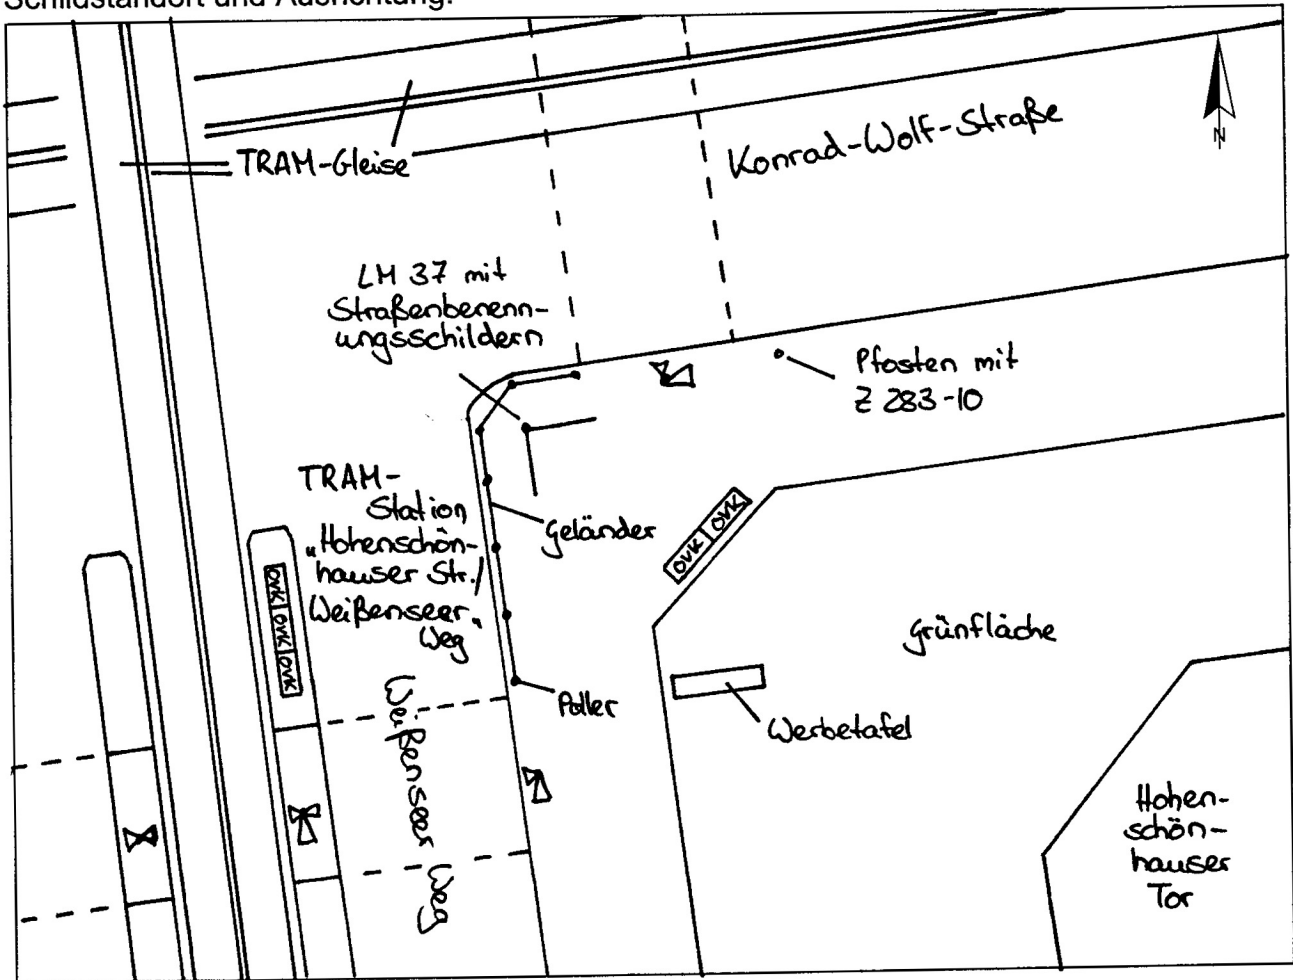 Schildstandort und Ausrichtung:
TRAM-Gleise
Konrad-Wolf-Straße
N
LM 37 mit
Straßenbenenn-
ungsschildern
Pfosten mit
Z 283-10
TRAM-
Station
„Hohenschön-
hauser Str./
Weißenseer
Weg"
Geländer
OVK OVK
OVK OVK OVK
Grünfläche
Poller
Werbetafel
Weißenseer Weg
Hohen-
schön-
hauser
Tor